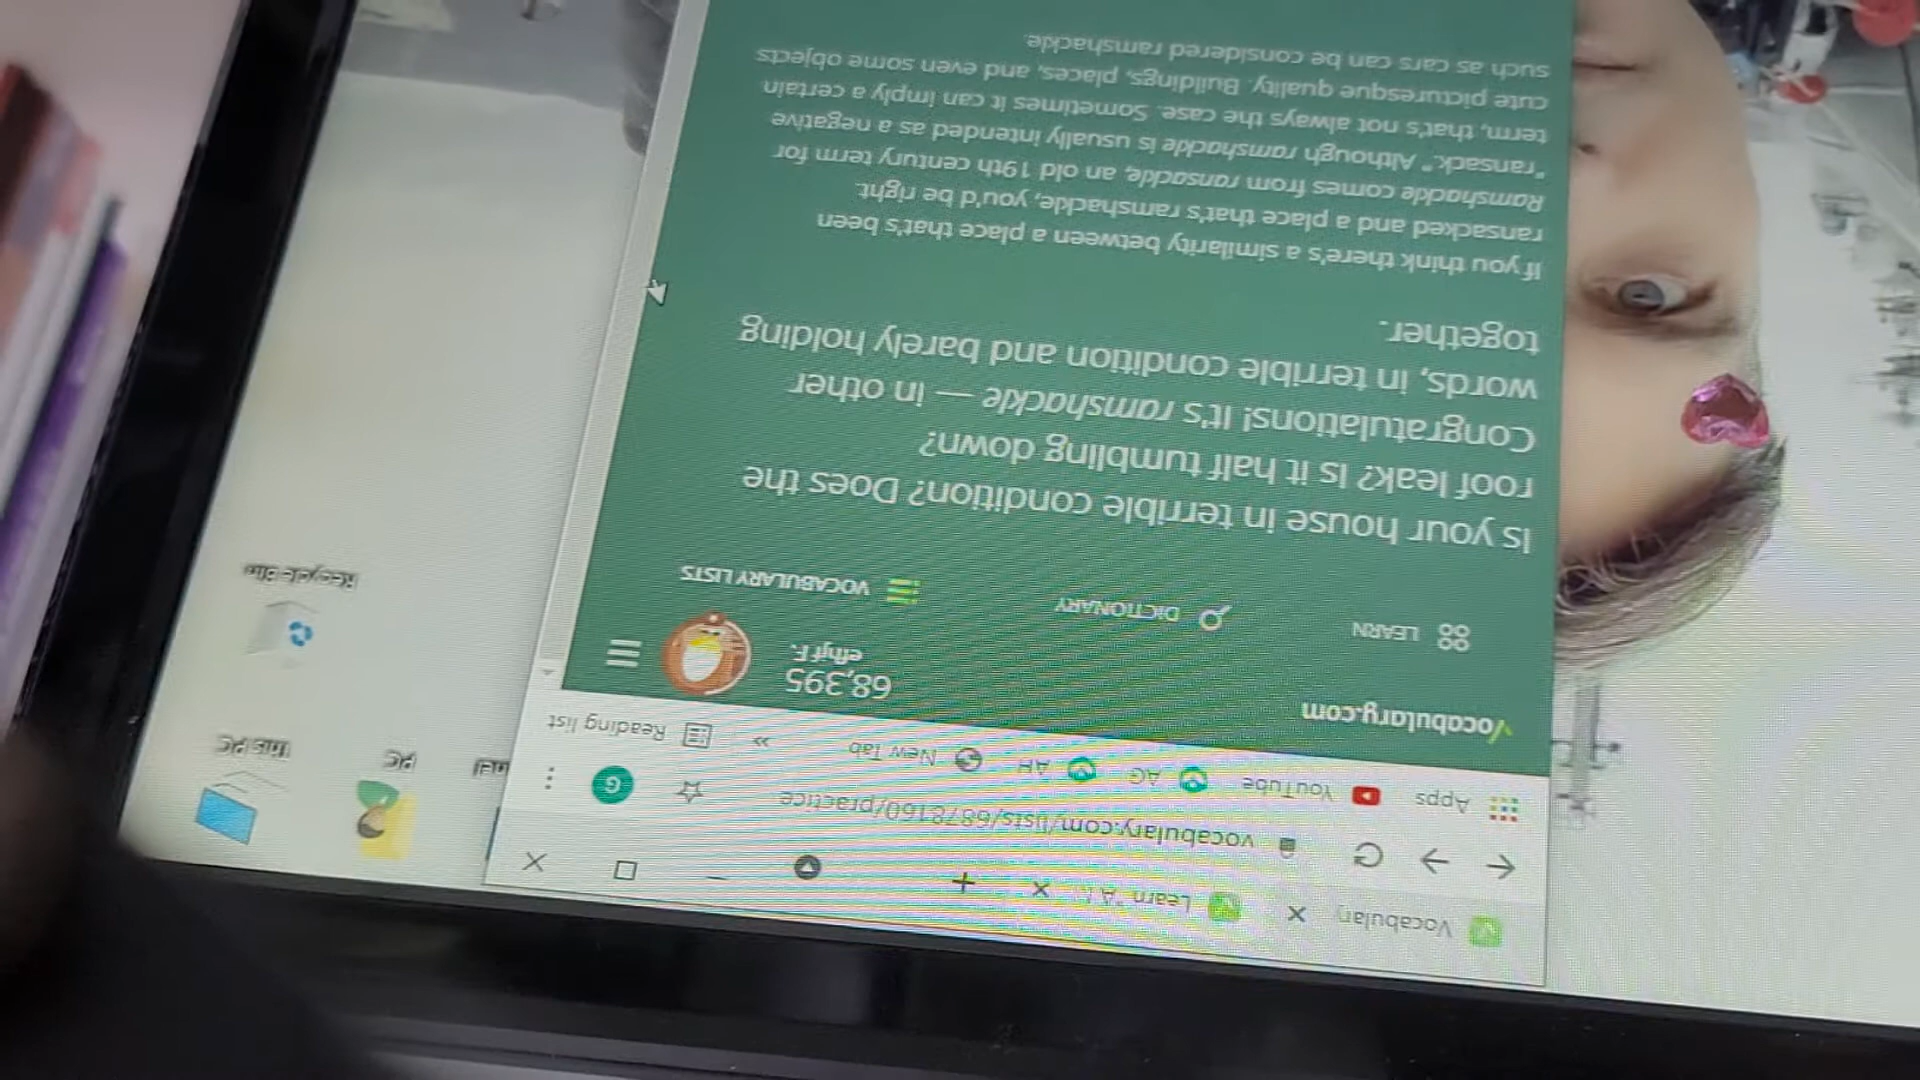 Vocabulary
Learn "A
vocabulary.com/lists/6878160/practice
Apps
YouTube
AG
AH
New Tab
»
Reading list
Vocabulary.com
68,395
LEARN
DICTIONARY
VOCABULARY LISTS
Is your house in terrible condition? Does the
roof leak? Is it half tumbling down?
Congratulations! It's ramshackle — in other
words, in terrible condition and barely holding
together.
If you think there's a similarity between a place that's been
ransacked and a place that's ramshackle, you'd be right.
Ramshackle comes from ransackle, an old 19th century term for
"ransack." Although ramshackle is usually intended as a negative
term, that's not always the case. Sometimes it can imply a certain
cute picturesque quality. Buildings, places, and even some objects
such as cars can be considered ramshackle.
PC
This PC
Recycle Bin